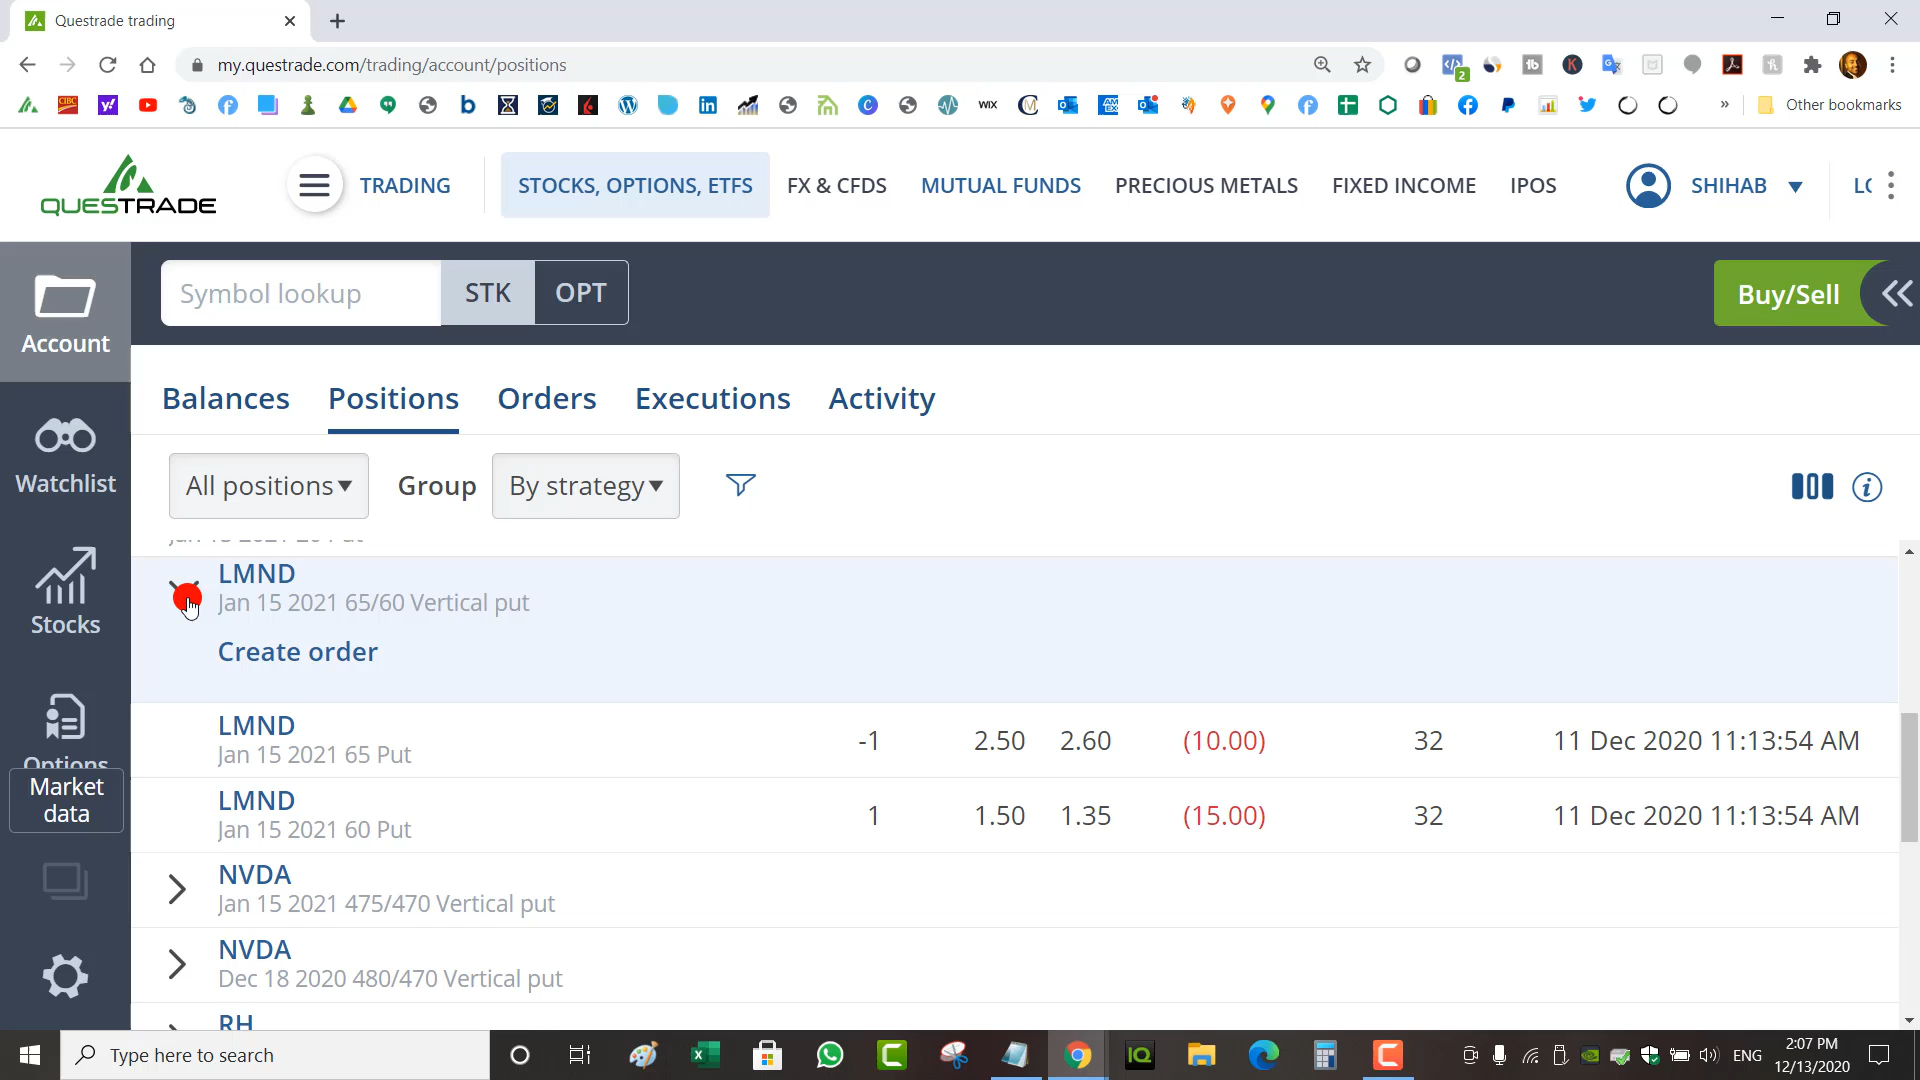 Questrade trading
my.questrade.com/trading/account/positions
Other bookmarks
QUESTRADE
TRADING
STOCKS, OPTIONS, ETFS
FX & CFDS
MUTUAL FUNDS
PRECIOUS METALS
FIXED INCOME
IPOS
SHIHAB
Account
Symbol lookup
STK
OPT
Buy/Sell
Balances
Positions
Orders
Executions
Activity
Watchlist
All positions
Group
By strategy
Stocks
LMND
Jan 15 2021 65/60 Vertical put
Create order
LMND
Jan 15 2021 65 Put
-1 2.50 2.60 (10.00) 32 11 Dec 2020 11:13:54 AM
Options
Market
data
LMND
Jan 15 2021 60 Put
1 1.50 1.35 (15.00) 32 11 Dec 2020 11:13:54 AM
NVDA
Jan 15 2021 475/470 Vertical put
NVDA
Dec 18 2020 480/470 Vertical put
RH
Type here to search
ENG
2:07 PM
12/13/2020